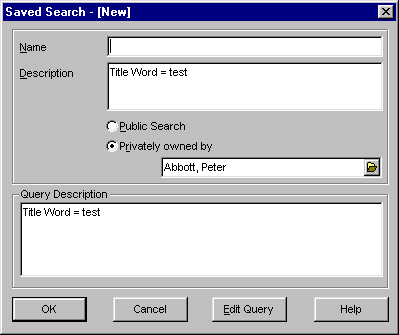 Saved Search - [New]
Name
Description
Title Word = test
Public Search
Privately owned by
Abbott, Peter
Query Description
Title Word = test
OK
Cancel
Edit Query
Help